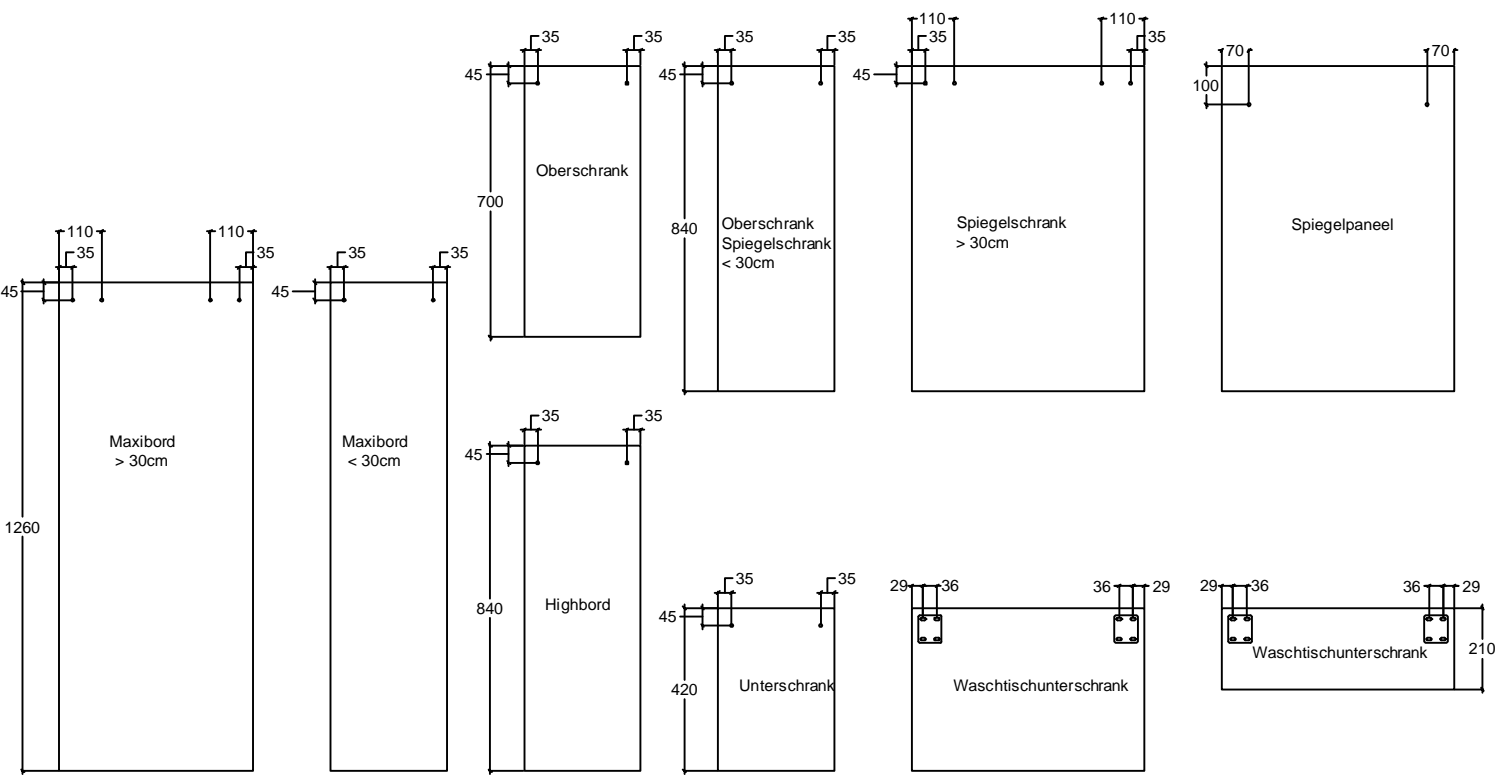 110
110
35
35
45
1260
Maxibord
> 30cm
35
35
45
Maxibord
< 30cm
35
35
45
700
Oberschrank
35
35
45
840
Highbord
35
35
45
840
Oberschrank
Spiegelschrank
< 30cm
35
35
45
420
Unterschrank
110
110
35
35
45
Spiegelschrank
> 30cm
29
36
36
29
Waschtischunterschrank
70
70
100
Spiegelpaneel
29
36
36
29
210
Waschtischunterschrank